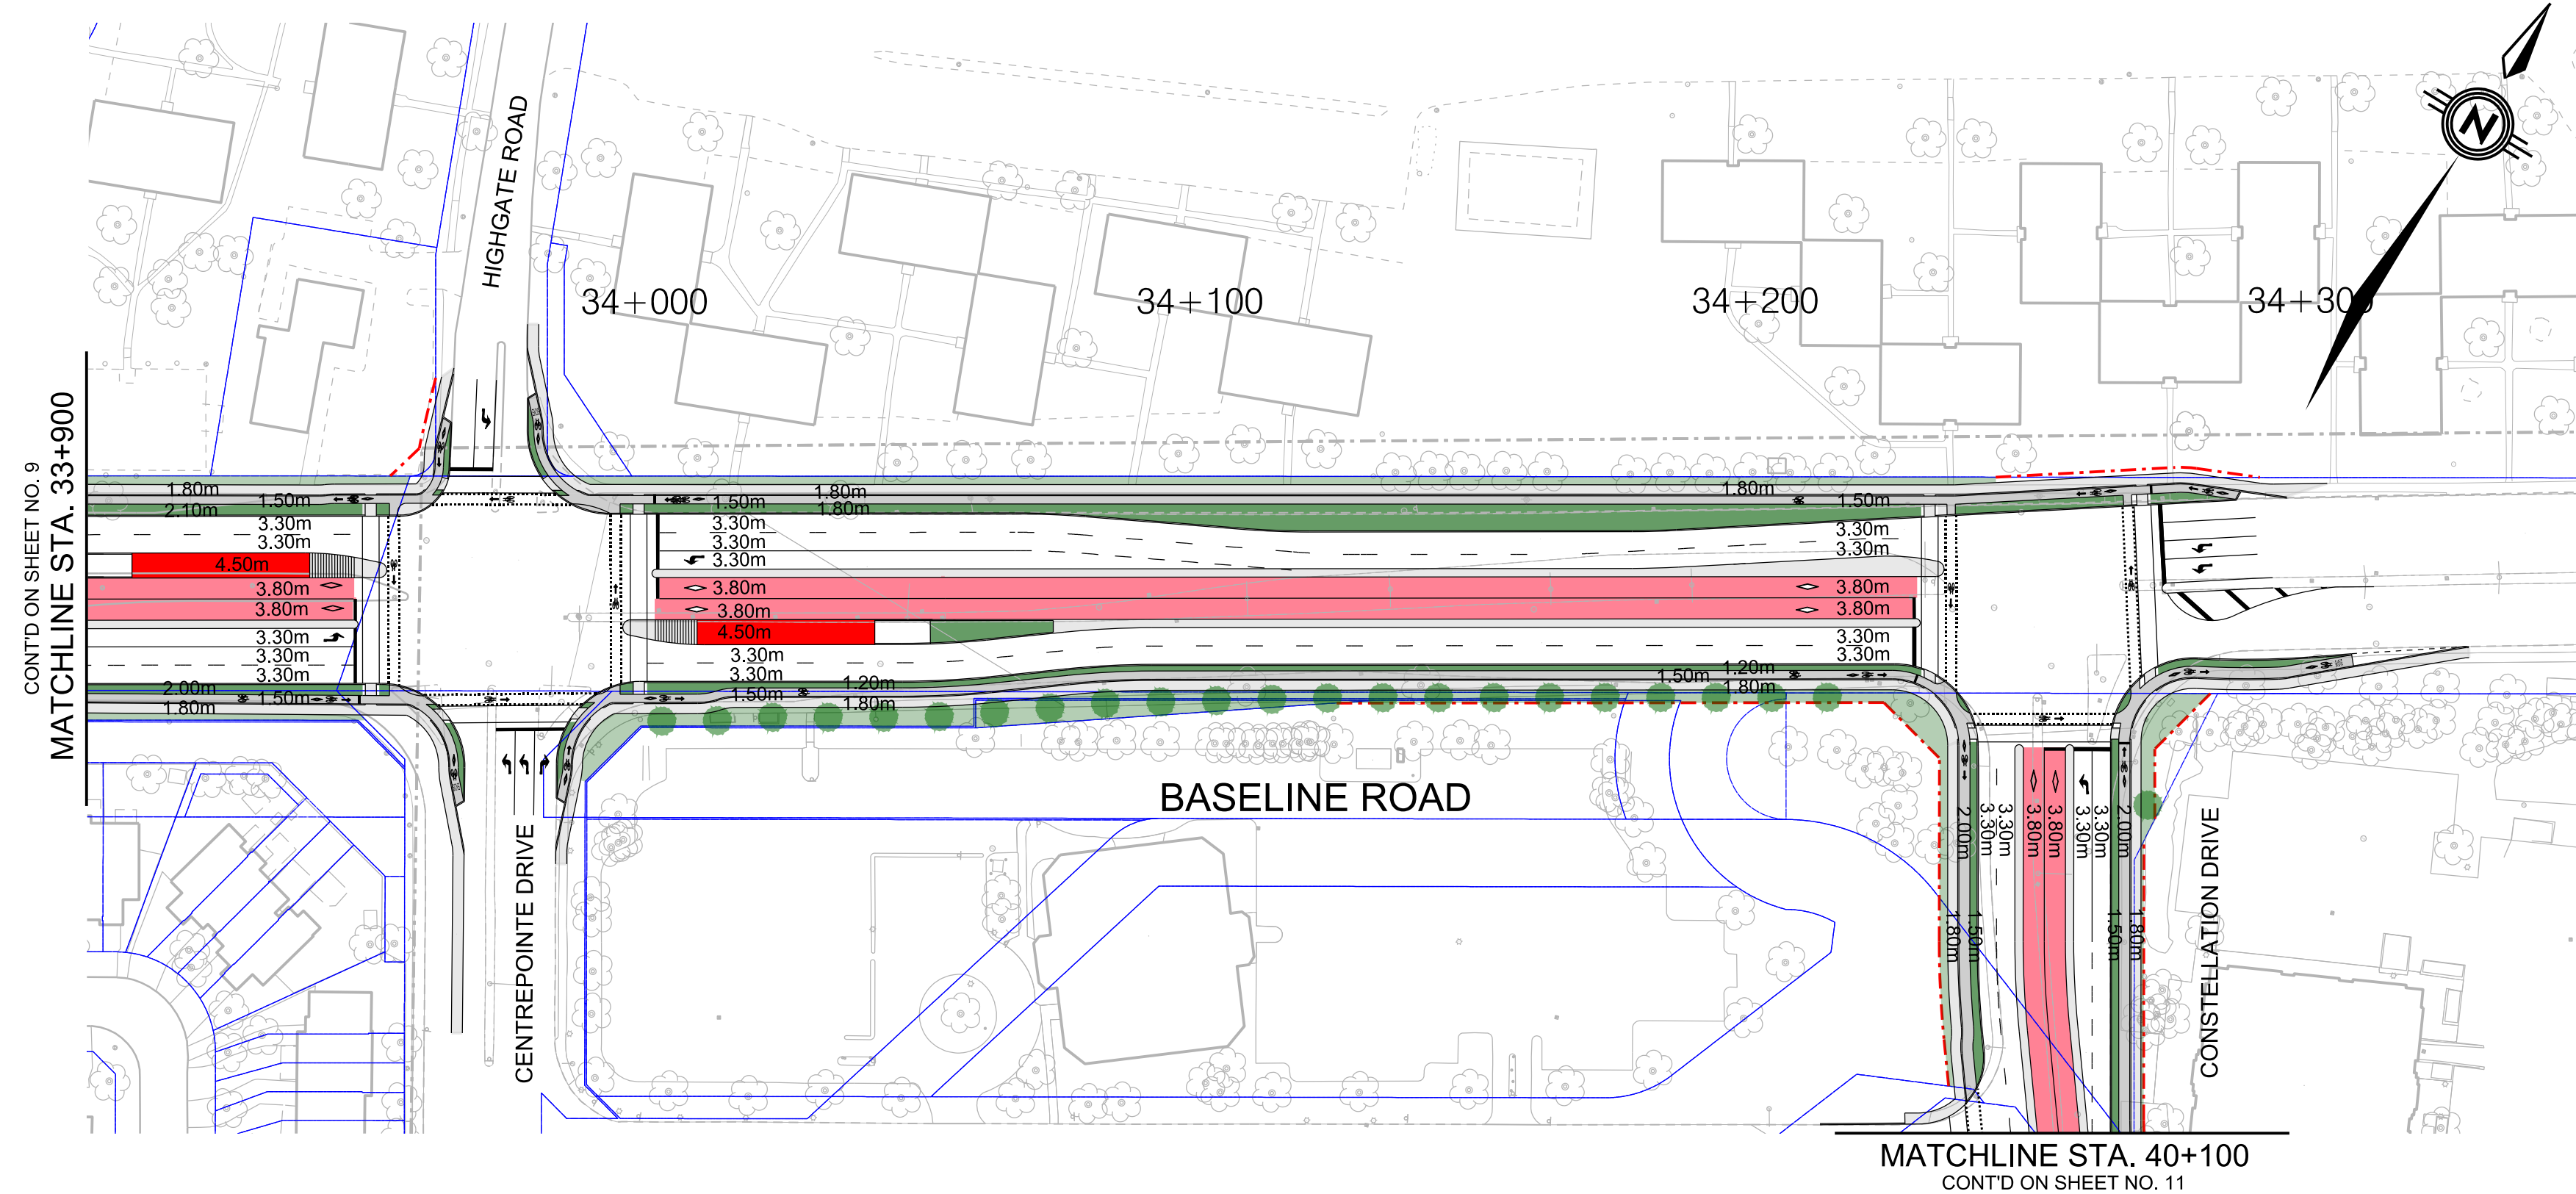 HIGHGATE ROAD
N
34+000
34+100
34+200
34+300
MATCHLINE STA. 33+900
CONT'D ON SHEET NO. 9
1.80m
1.50m
2.10m
3.30m
3.30m
4.50m
3.80m
3.80m
3.30m
3.30m
3.30m
2.00m
1.50m
1.80m
1.50m
1.80m
1.80m
3.30m
3.30m
3.30m
3.80m
3.80m
4.50m
3.30m
3.30m
1.50m
1.20m
1.80m
1.80m
1.50m
3.30m
3.30m
3.80m
3.80m
3.30m
3.30m
1.50m
1.20m
1.80m
BASELINE ROAD
CENTREPOINTE DRIVE
2.00m
3.30m
3.30m
3.80m
3.80m
3.30m
3.30m
2.00m
1.80m
1.50m
1.50m
1.80m
CONSTELLATION DRIVE
MATCHLINE STA. 40+100
CONT'D ON SHEET NO. 11